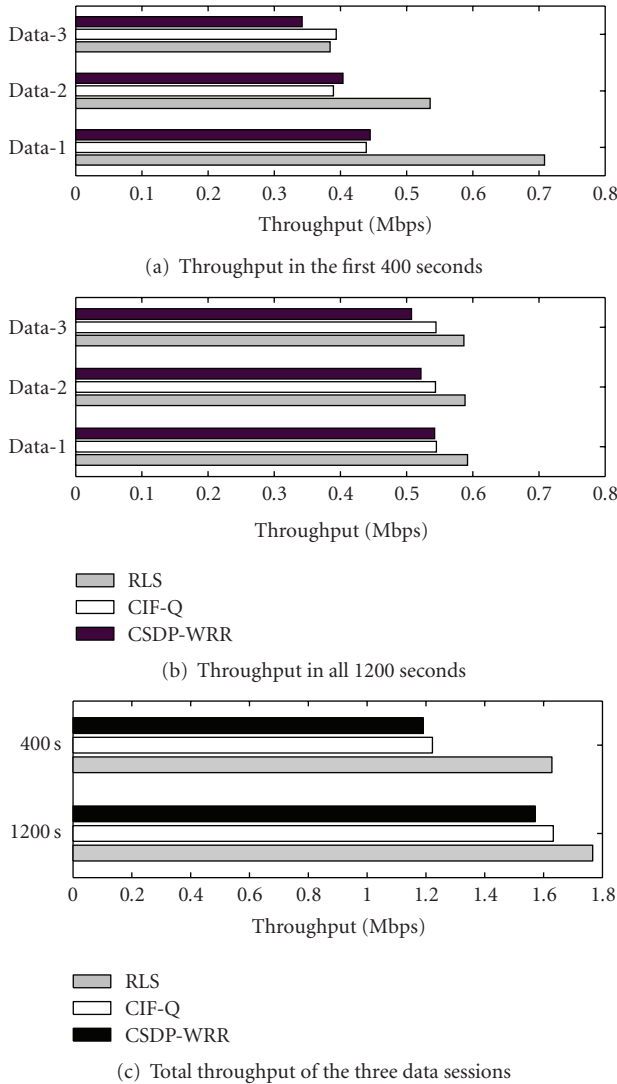 Data-3
Data-2
Data-1
0 0.1 0.2 0.3 0.4 0.5 0.6 0.7 0.8
Throughput (Mbps)
(a) Throughput in the first 400 seconds
Data-3
Data-2
Data-1
0 0.1 0.2 0.3 0.4 0.5 0.6 0.7 0.8
Throughput (Mbps)
RLS
CIF-Q
CSDP-WRR
(b) Throughput in all 1200 seconds
400 s
1200 s
0 0.2 0.4 0.6 0.8 1 1.2 1.4 1.6 1.8
Throughput (Mbps)
RLS
CIF-Q
CSDP-WRR
(c) Total throughput of the three data sessions